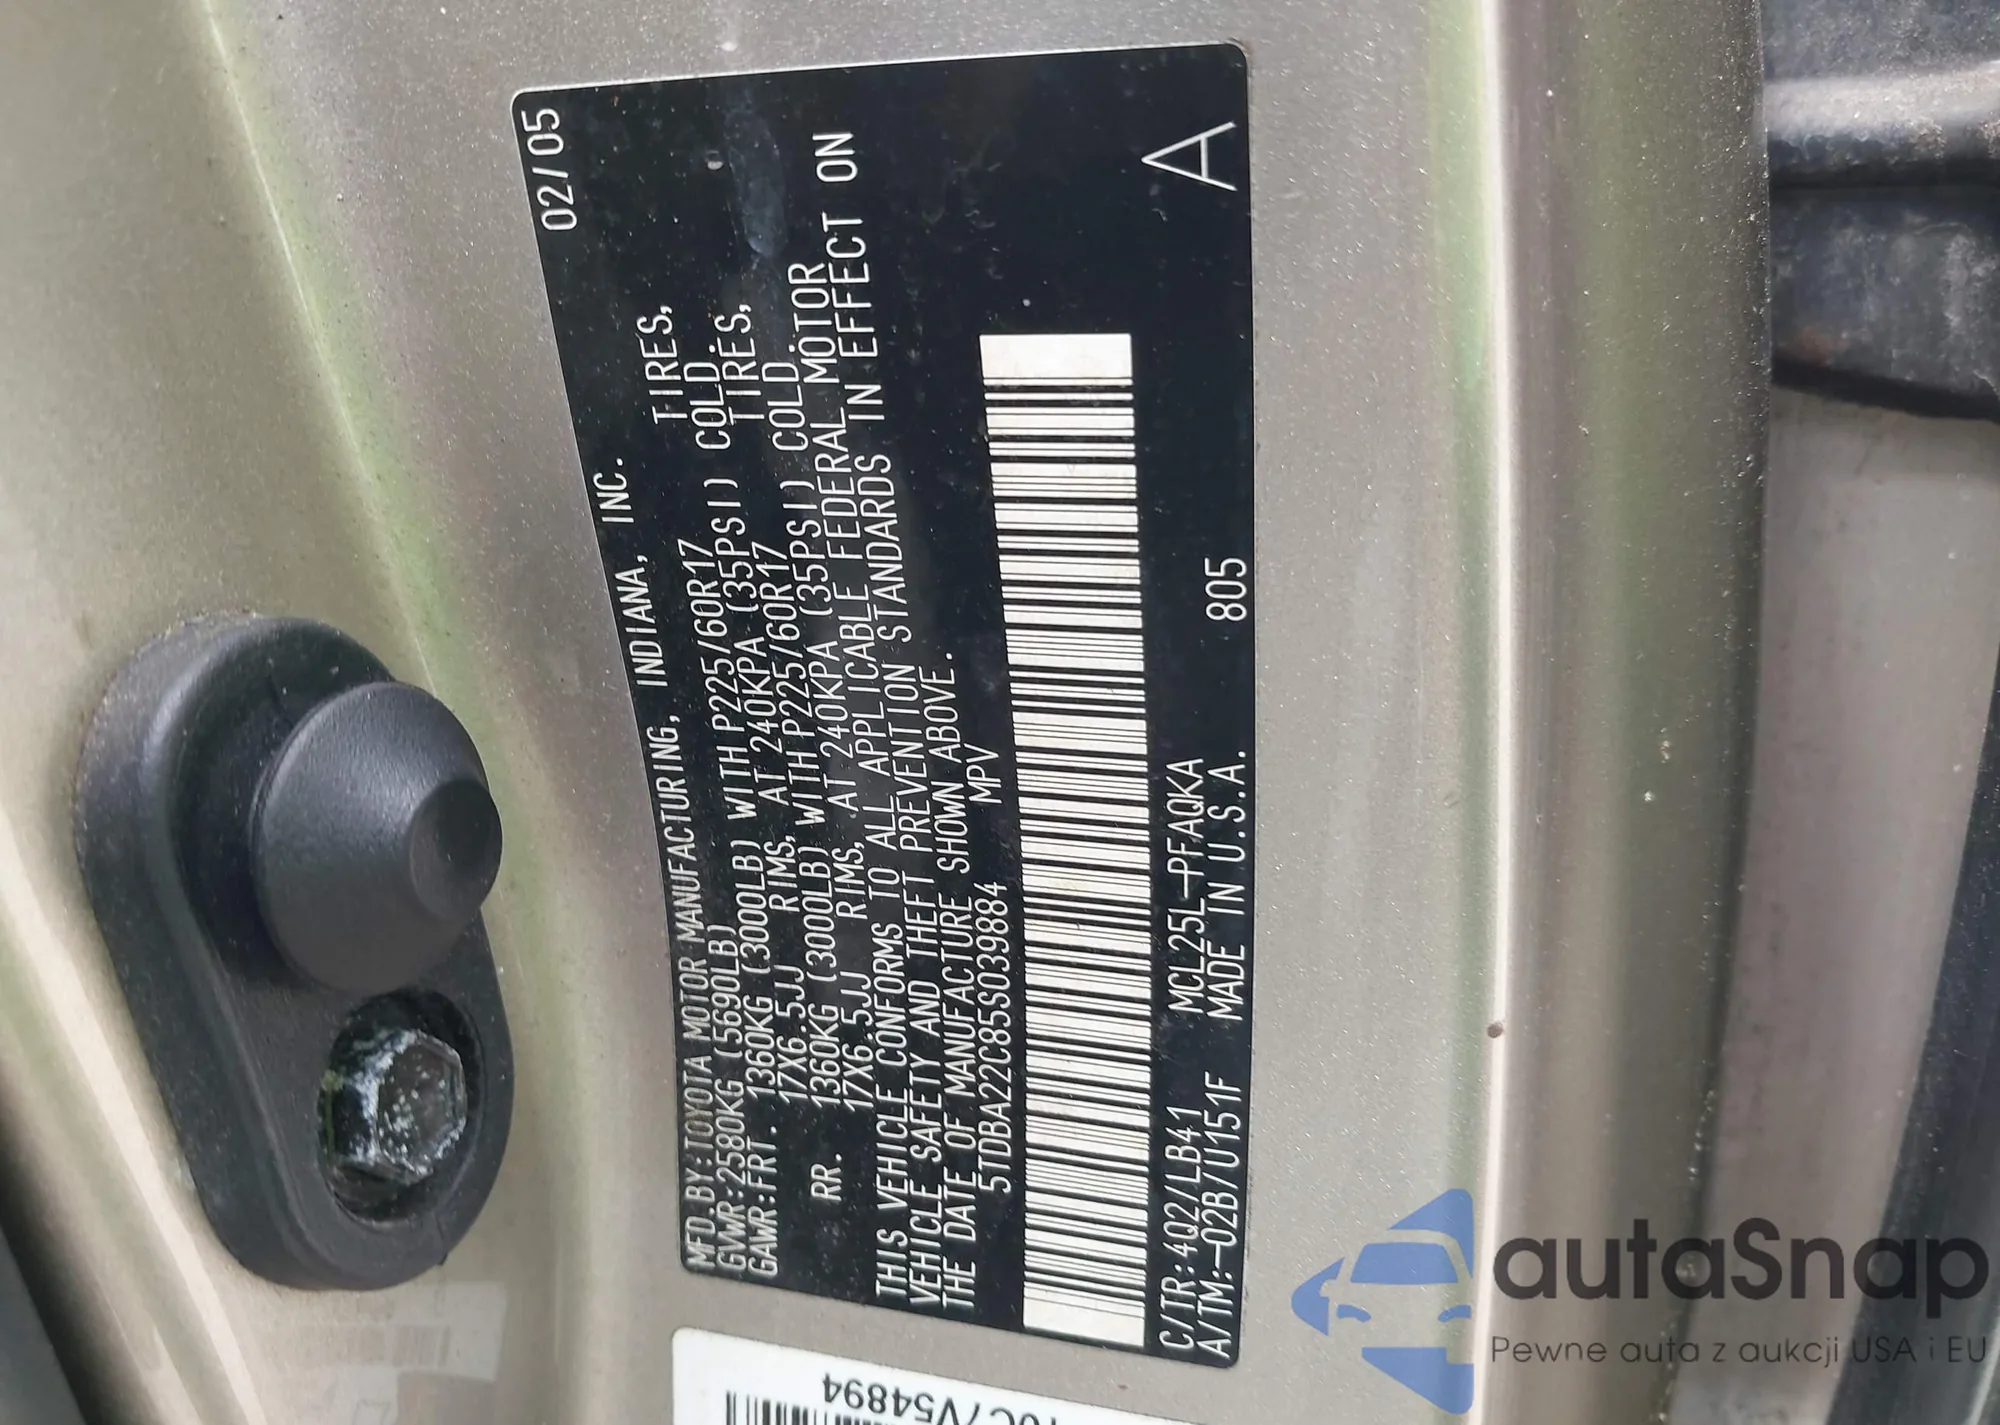 02/05
MFD.BY:TOYOTA MOTOR MANUFACTURING, INDIANA, INC.
GVWR:2580KG (5690LB)
GAWR:FRT. 1360KG (3000LB) WITH P225/60R17 TIRES,
17X6.5JJ RIMS, AT 240KPA (35PSI) COLD.
RR. 1360KG (3000LB) WITH P225/60R17 TIRES,
17X6.5JJ RIMS, AT 240KPA (35PSI) COLD.
THIS VEHICLE CONFORMS TO ALL APPLICABLE FEDERAL MOTOR
VEHICLE SAFETY AND THEFT PREVENTION STANDARDS IN EFFECT ON
THE DATE OF MANUFACTURE SHOWN ABOVE.
5TDBA22C85S039884 MPV
C/TR:4Q2/LB41 MCL25L-PFAQKA
A/TM:-02B/U151F MADE IN U.S.A. 805
A
0C7V54894
autaSnap
Pewne auta z aukcji USA i EU